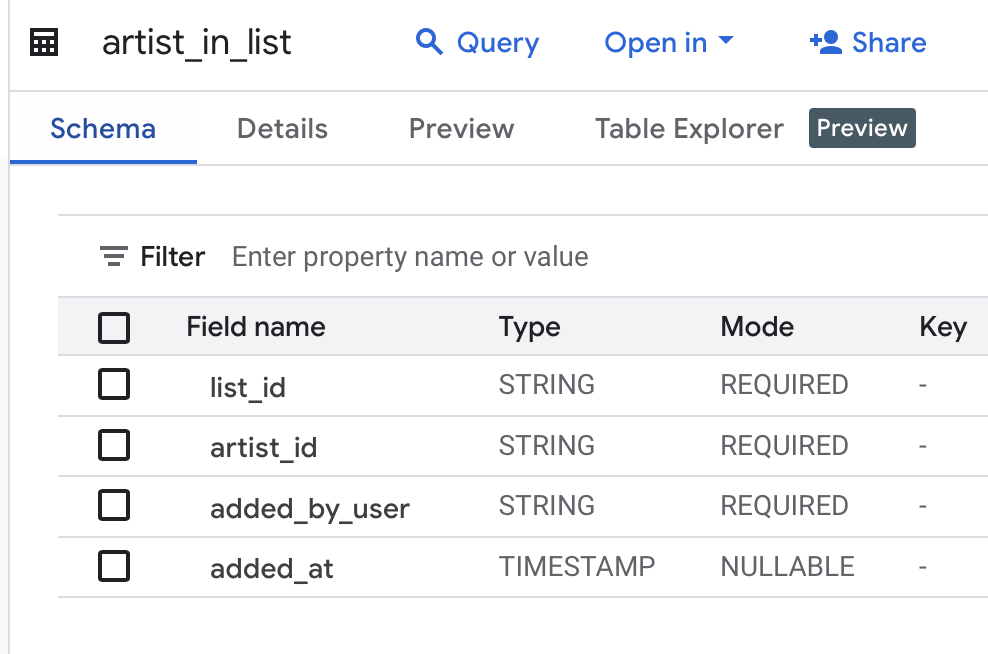 artist_in_list Query Open in Share
Schema Details Preview Table Explorer Preview
Filter Enter property name or value
Field name Type Mode Key
list_id STRING REQUIRED -
artist_id STRING REQUIRED -
added_by_user STRING REQUIRED -
added_at TIMESTAMP NULLABLE -